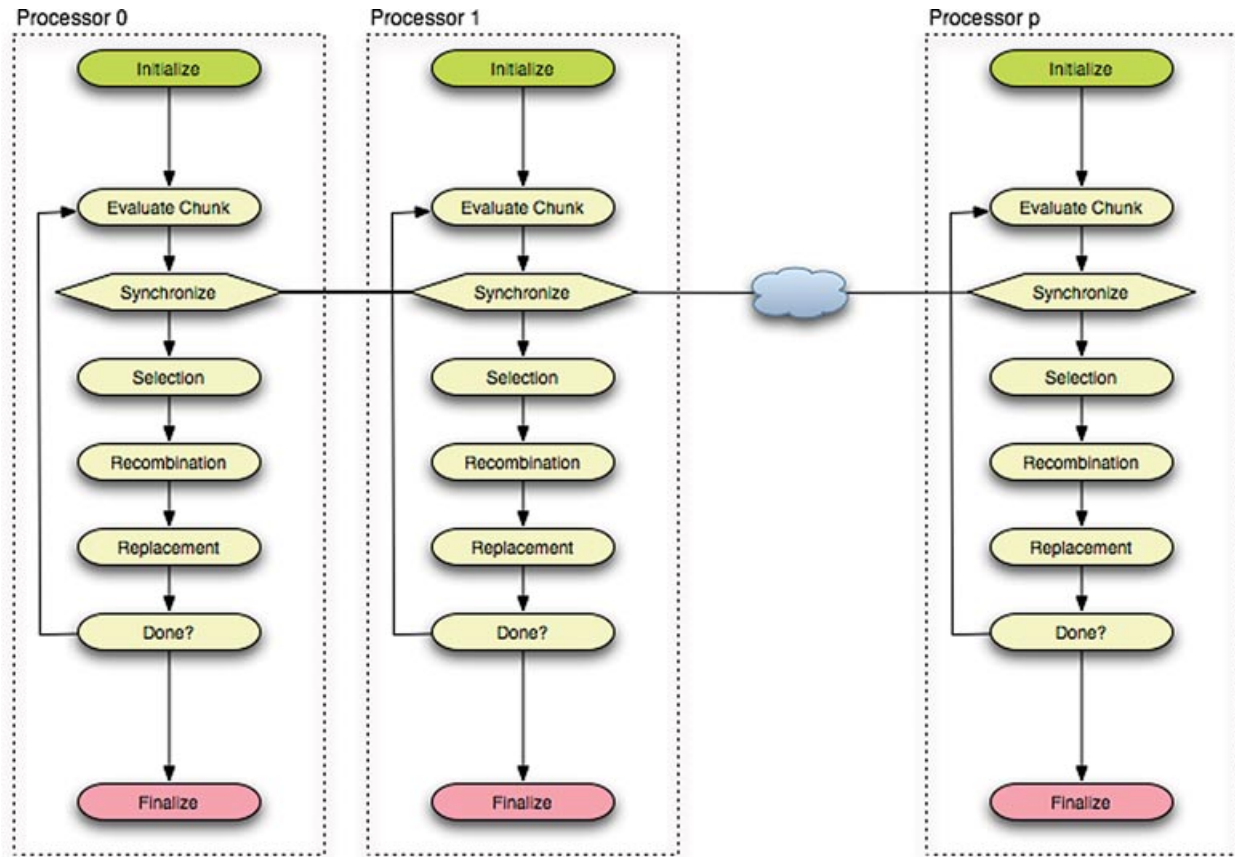 Processor 0
Initialize
Evaluate Chunk
Synchronize
Selection
Recombination
Replacement
Done?
Finalize
Processor 1
Initialize
Evaluate Chunk
Synchronize
Selection
Recombination
Replacement
Done?
Finalize
Processor p
Initialize
Evaluate Chunk
Synchronize
Selection
Recombination
Replacement
Done?
Finalize